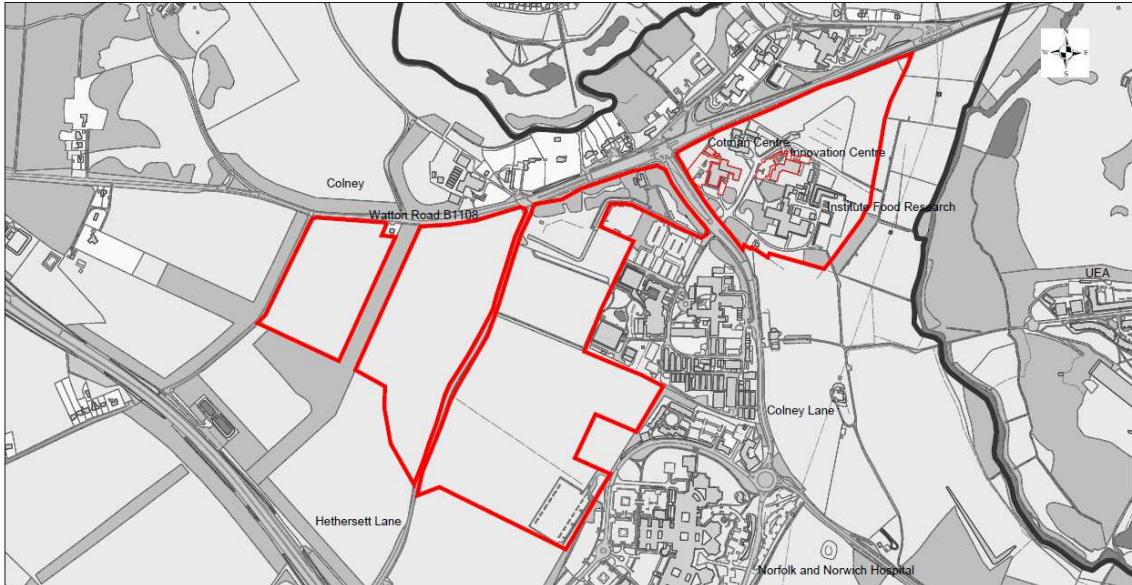 N
W E
S
Cotman Centre
Innovation Centre
Colney
Institute Food Research
Watton Road B1108
UEA
Colney Lane
Hethersett Lane
Norfolk and Norwich Hospital